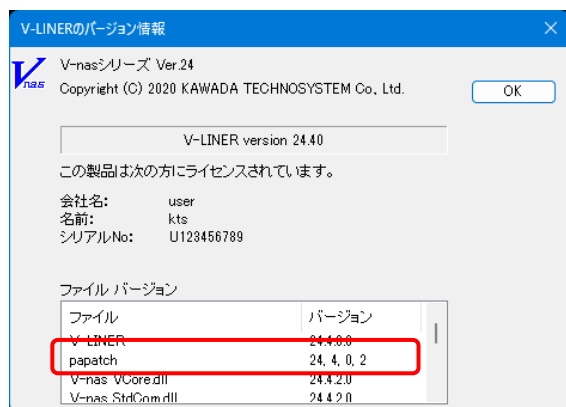 V-LINERのバージョン情報
V-nasシリーズ Ver.24
Vnas
Copyright (C) 2020 KAWADA TECHNOSYSTEM Co, Ltd.
OK
V-LINER version 24.40
この製品は次の方にライセンスされています。
会社名: user
名前: kts
シリアルNo: U123456789
ファイル バージョン
ファイル バージョン
V-LINER 24.4.0.0
papatch 24, 4, 0, 2
V-nas VCore.dll 24.4.2.0
V-nas StdCom.dll 24.4.2.0